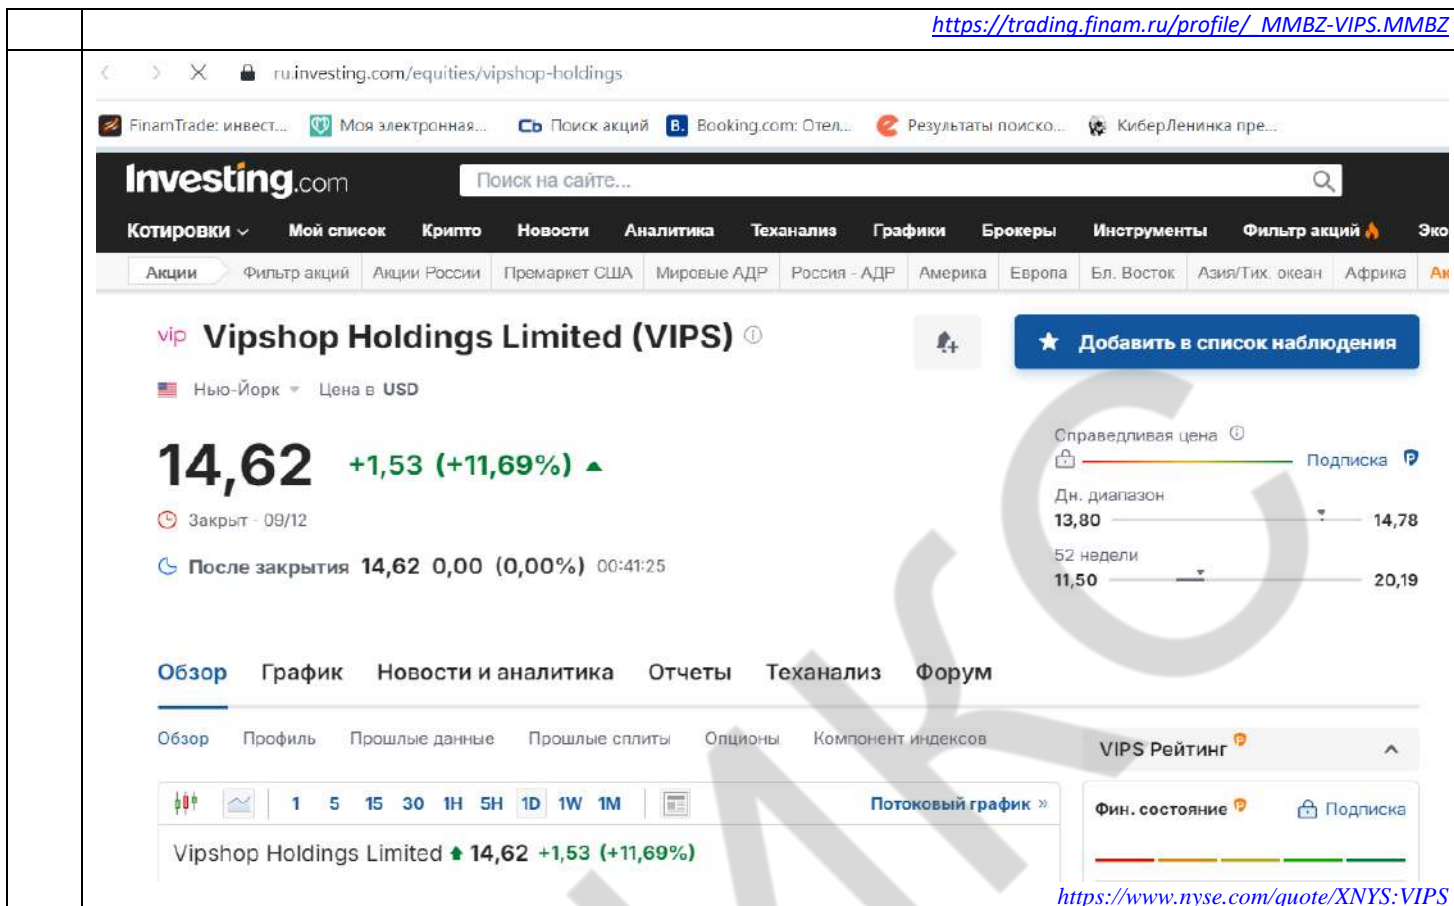 https://trading.finam.ru/profile/_MMBZ-VIPS.MMBZ
ru.investing.com/equities/vipshop-holdings
FinamTrade: инвест... Моя электронная... Сb Поиск акций B. Booking.com: Отел... Результаты поиско... КиберЛенинка пре...
Investing.com Поиск на сайте...
Котировки Мой список Крипто Новости Аналитика Теханализ Графики Брокеры Инструменты Фильтр акций Эко
Акции Фильтр акций Акции России Премаркет США Мировые АДР Россия - АДР Америка Европа Бл. Восток Азия/Тих. океан Африка Ак
vip Vipshop Holdings Limited (VIPS) Добавить в список наблюдения
Нью-Йорк Цена в USD
Справедливая цена
14,62 +1,53 (+11,69%) Подписка
Дн. диапазон
Закрыт - 09/12 13,80 14,78
52 недели
После закрытия 14,62 0,00 (0,00%) 00:41:25 11,50 20,19
Обзор График Новости и аналитика Отчеты Теханализ Форум
Обзор Профиль Прошлые данные Прошлые сплиты Опционы Компонент индексов VIPS Рейтинг
1 5 15 30 1H 5H 1D 1W 1M Потоковый график » Фин. состояние Подписка
Vipshop Holdings Limited 14,62 +1,53 (+11,69%)
https://www.nyse.com/quote/XNYS:VIPS